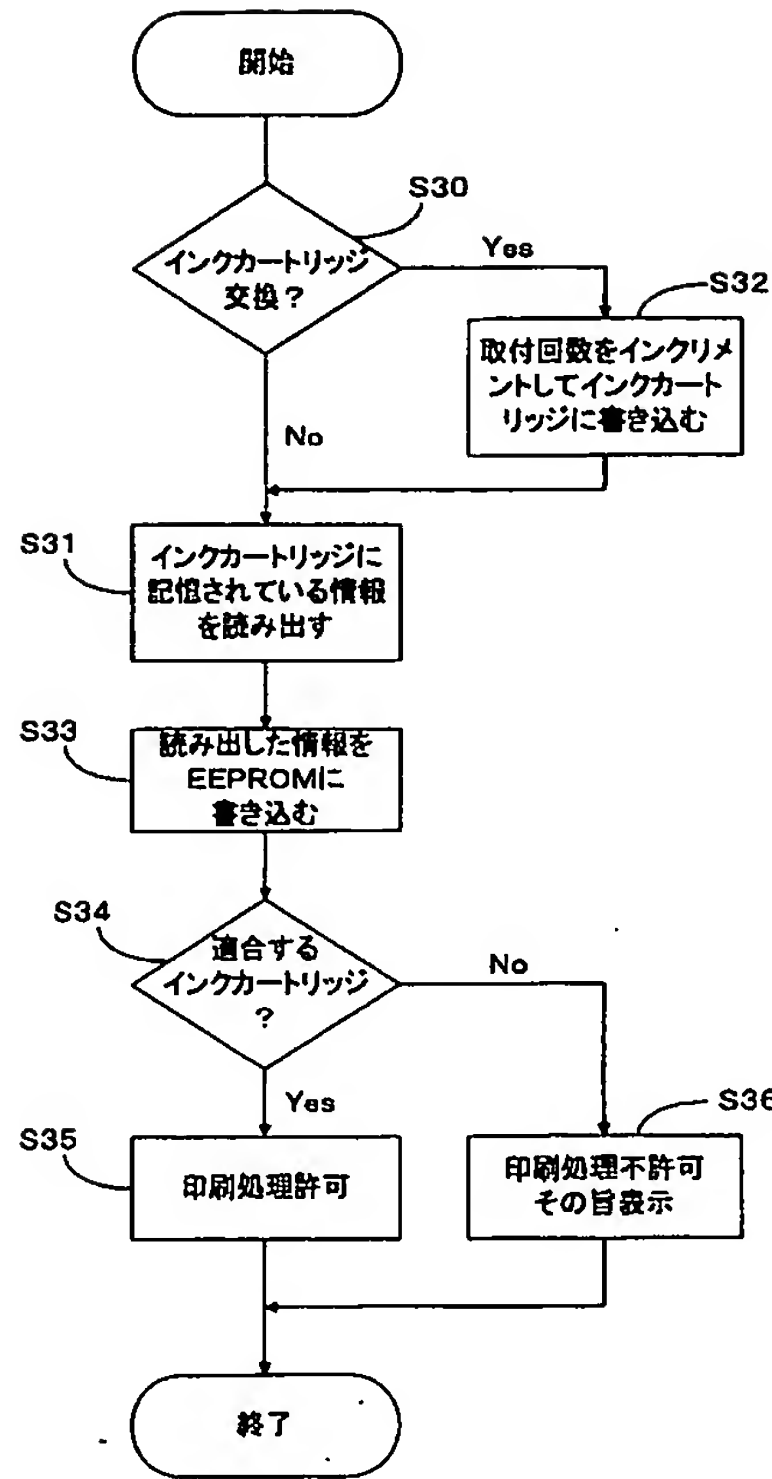 開始
S30
インクカートリッジ
交換？
Yes
S32
取付回数をインクリメ
ントしてインクカート
リッジに書き込む
No
S31
インクカートリッジに
記憶されている情報
を読み出す
S33
読み出した情報を
EEPROMに
書き込む
S34
適合する
インクカートリッジ
？
No
Yes
S35
印刷処理許可
S36
印刷処理不許可
その旨表示
終了